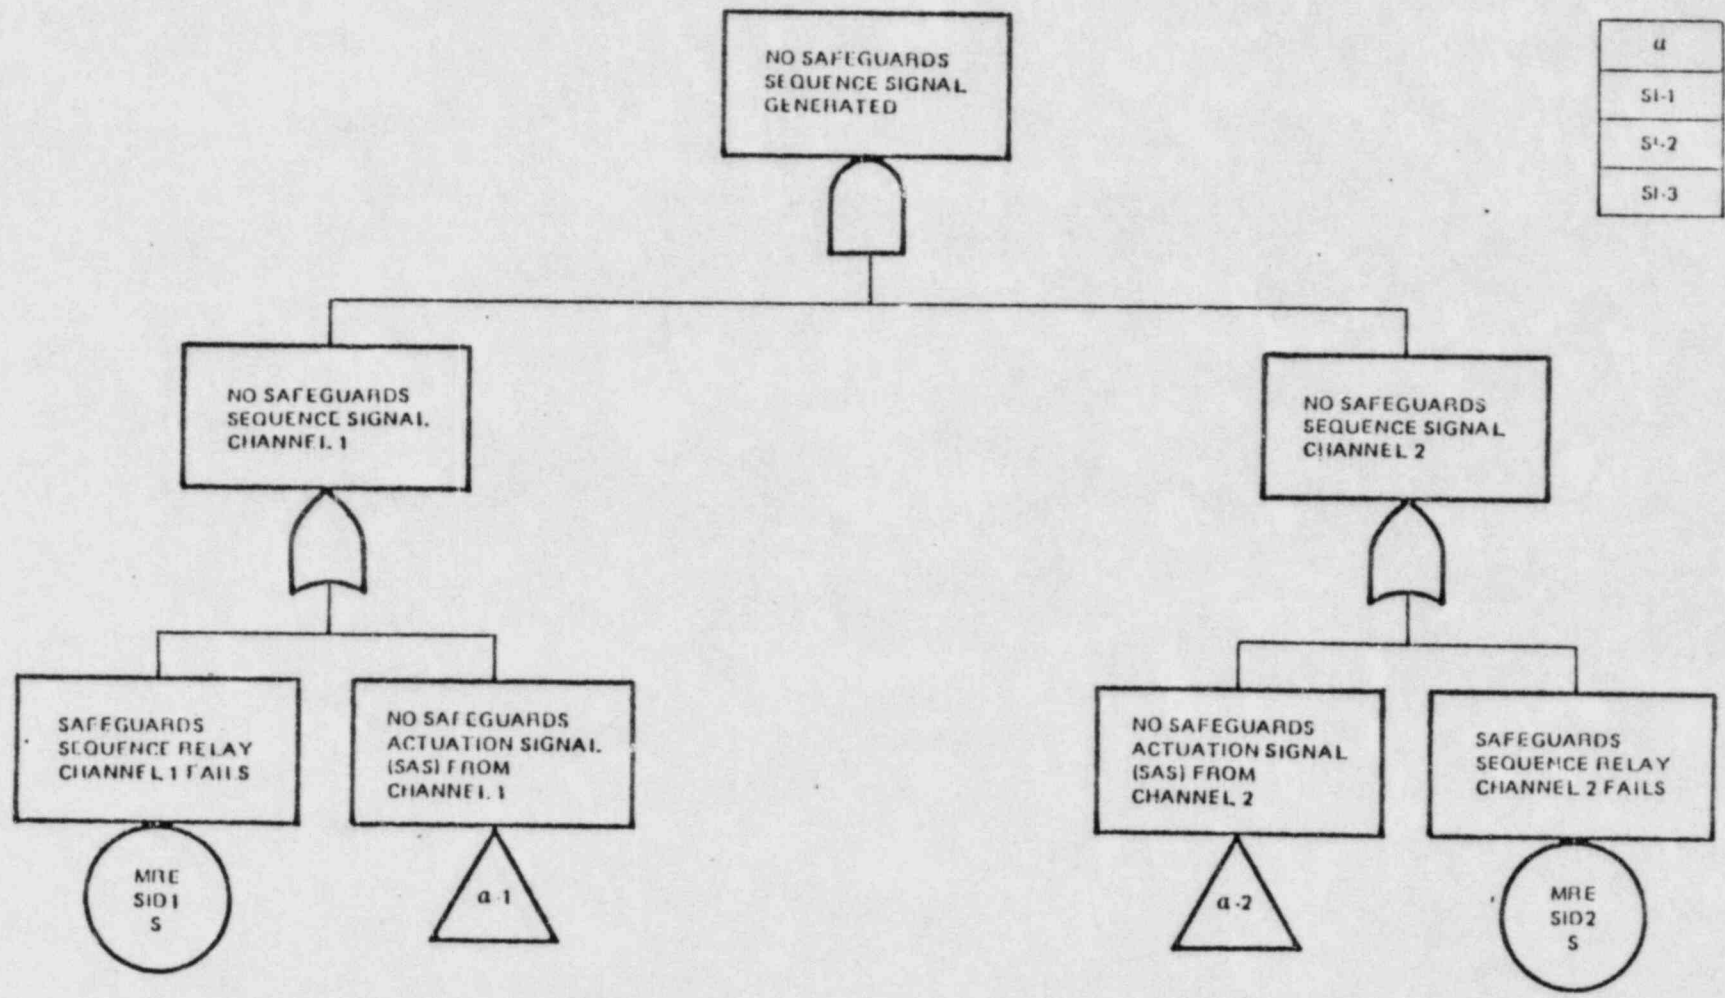 NO SAFEGUARDS
SEQUENCE SIGNAL
GENERATED
a
SI-1
SI-2
SI-3
NO SAFEGUARDS
SEQUENCE SIGNAL
CHANNEL 1
NO SAFEGUARDS
SEQUENCE SIGNAL
CHANNEL 2
SAFEGUARDS
SEQUENCE RELAY
CHANNEL 1 FAILS
NO SAFEGUARDS
ACTUATION SIGNAL
(SAS) FROM
CHANNEL 1
NO SAFEGUARDS
ACTUATION SIGNAL
(SAS) FROM
CHANNEL 2
SAFEGUARDS
SEQUENCE RELAY
CHANNEL 2 FAILS
MRE
SID1
S
a-1
a-2
MRE
SID2
S